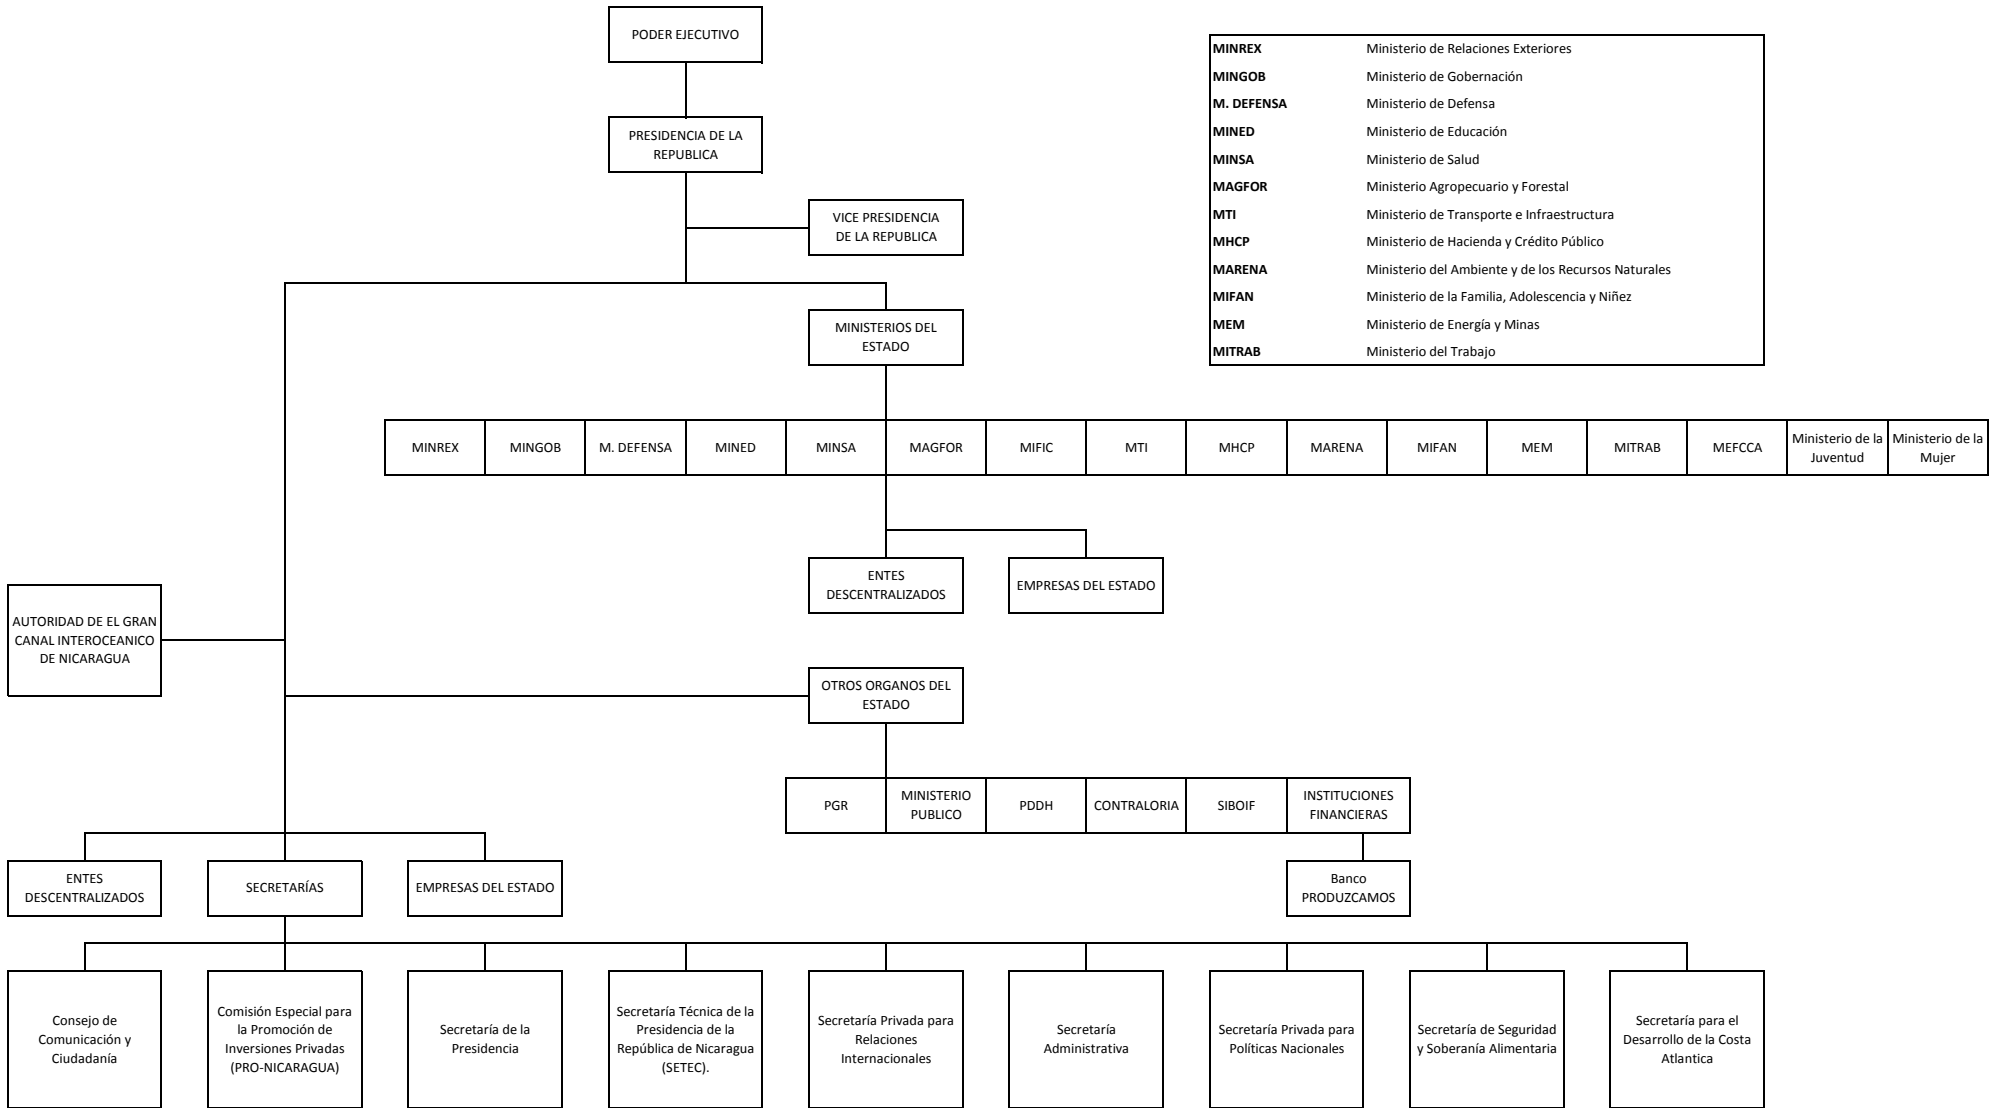 PODER EJECUTIVO
PRESIDENCIA DE LA
REPUBLICA
VICE PRESIDENCIA
DE LA REPUBLICA
MINREX Ministerio de Relaciones Exteriores
MINGOB Ministerio de Gobernación
M. DEFENSA Ministerio de Defensa
MINED Ministerio de Educación
MINSA Ministerio de Salud
MAGFOR Ministerio Agropecuario y Forestal
MTI Ministerio de Transporte e Infraestructura
MHCP Ministerio de Hacienda y Crédito Público
MARENA Ministerio del Ambiente y de los Recursos Naturales
MIFAN Ministerio de la Familia, Adolescencia y Niñez
MEM Ministerio de Energía y Minas
MITRAB Ministerio del Trabajo
MINISTERIOS DEL
ESTADO
MINREX
MINGOB
M. DEFENSA
MINED
MINSA
MAGFOR
MIFIC
MTI
MHCP
MARENA
MIFAN
MEM
MITRAB
MEFCCA
Ministerio de la
Juventud
Ministerio de la
Mujer
ENTES
DESCENTRALIZADOS
EMPRESAS DEL ESTADO
AUTORIDAD DE EL GRAN
CANAL INTEROCEANICO
DE NICARAGUA
OTROS ORGANOS DEL
ESTADO
PGR
MINISTERIO
PUBLICO
PDDH
CONTRALORIA
SIBOIF
INSTITUCIONES
FINANCIERAS
ENTES
DESCENTRALIZADOS
SECRETARÍAS
EMPRESAS DEL ESTADO
Banco
PRODUZCAMOS
Consejo de
Comunicación y
Ciudadanía
Comisión Especial para
la Promoción de
Inversiones Privadas
(PRO-NICARAGUA)
Secretaría de la
Presidencia
Secretaría Técnica de la
Presidencia de la
República de Nicaragua
(SETEC).
Secretaría Privada para
Relaciones
Internacionales
Secretaría
Administrativa
Secretaría Privada para
Políticas Nacionales
Secretaría de Seguridad
y Soberanía Alimentaria
Secretaría para el
Desarrollo de la Costa
Atlantica